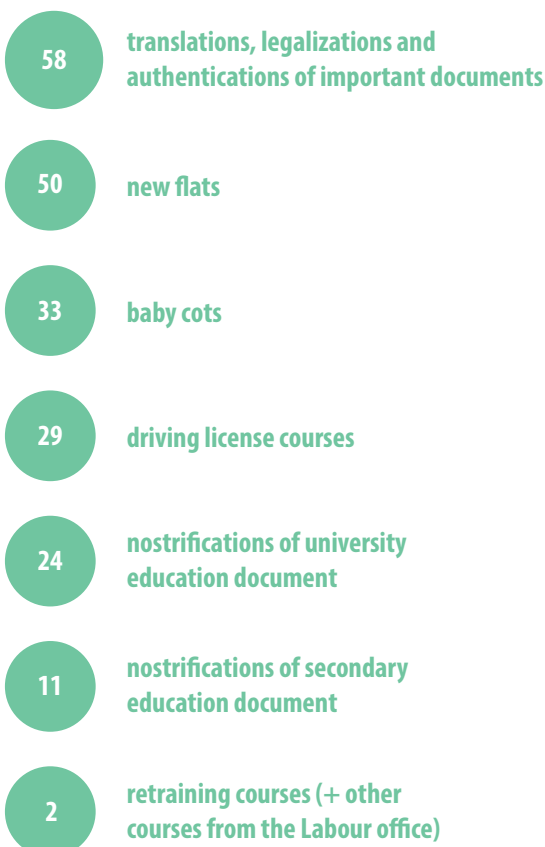 58
translations, legalizations and
authentications of important documents
50
new flats
33
baby cots
29
driving license courses
24
nostrifications of university
education document
11
nostrifications of secondary
education document
2
retraining courses (+ other
courses from the Labour office)